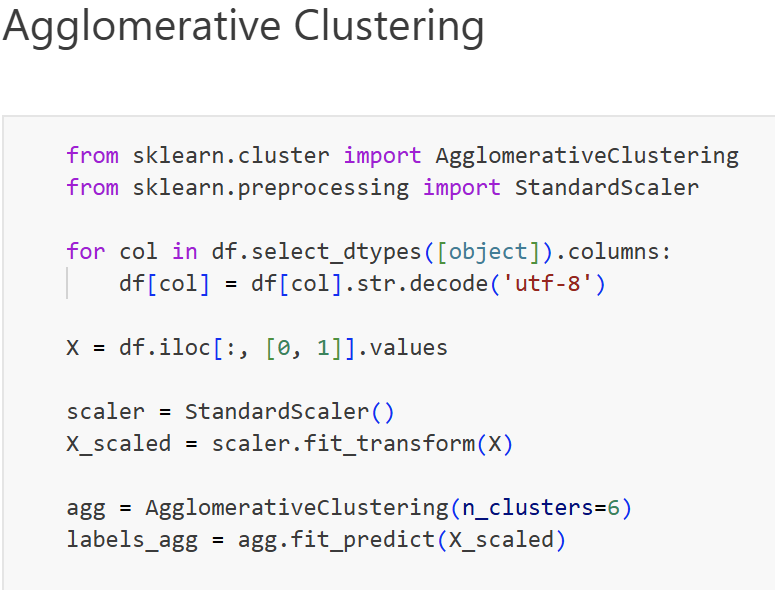 Agglomerative Clustering
from sklearn.cluster import AgglomerativeClustering
from sklearn.preprocessing import StandardScaler
for col in df.select_dtypes([object]).columns:
    df[col] = df[col].str.decode('utf-8')
X = df.iloc[:, [0, 1]].values
scaler = StandardScaler()
X_scaled = scaler.fit_transform(X)
agg = AgglomerativeClustering(n_clusters=6)
labels_agg = agg.fit_predict(X_scaled)